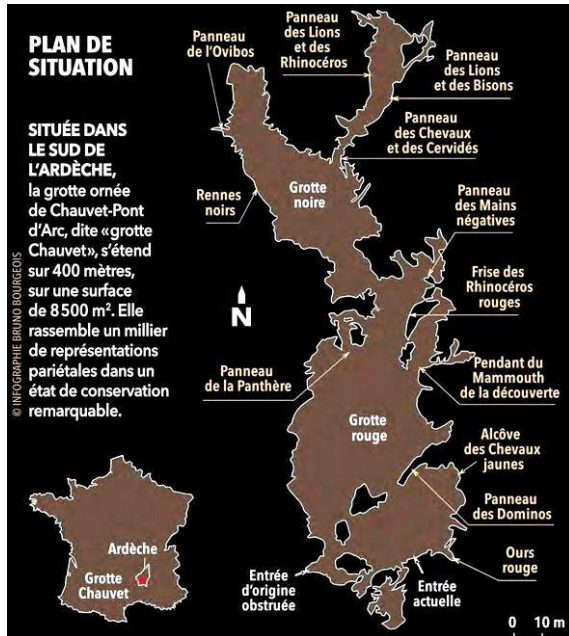 PLAN DE
SITUATION
SITUÉE DANS
LE SUD DE
L'ARDÈCHE,
la grotte ornée
de Chauvet-Pont
d'Arc, dite «grotte
Chauvet», s'étend
sur 400 mètres,
sur une surface
de 8500 m². Elle
rassemble un millier
de représentations
pariétales dans un
état de conservation
remarquable.
© INFOGRAPHIE BRUNO BOURGEOIS
Panneau
de l'Ovibos
Panneau
des Lions
et des
Rhinocéros
Panneau
des Lions
et des Bisons
Panneau
des Chevaux
et des Cervidés
Rennes
noirs
Grotte
noire
Panneau
des Mains
négatives
Frise des
Rhinocéros
rouges
N
Panneau
de la Panthère
Pendant du
Mammouth
de la découverte
Grotte
rouge
Alcôve
des Chevaux
jaunes
Panneau
des Dominos
Ours
rouge
Entrée
actuelle
Entrée
d'origine
obstruée
Ardèche
Grotte
Chauvet
0 10 m